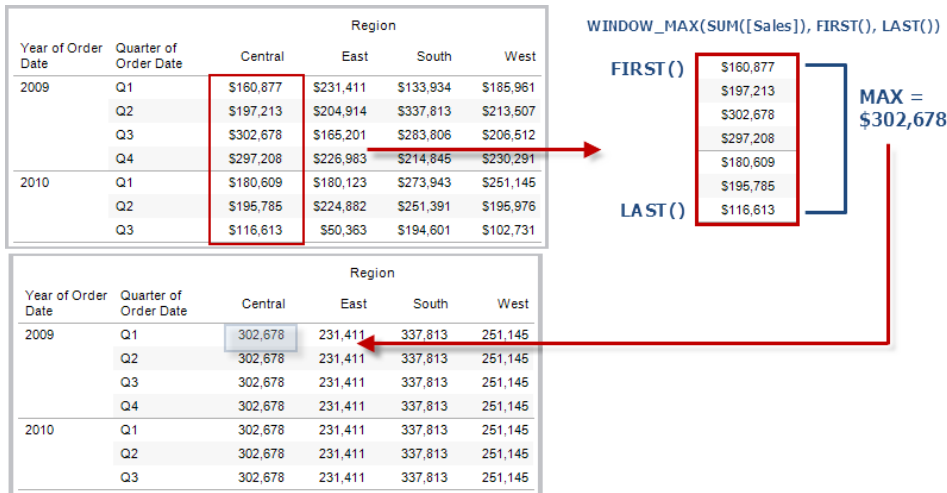 Region
Year of Order Date Quarter of Order Date Central East South West
2009 Q1 $160,877 $231,411 $133,934 $185,961
Q2 $197,213 $204,914 $337,813 $213,507
Q3 $302,678 $165,201 $283,806 $206,512
Q4 $297,208 $226,983 $214,845 $230,291
2010 Q1 $180,609 $180,123 $273,943 $251,145
Q2 $195,785 $224,882 $251,391 $195,976
Q3 $116,613 $50,363 $194,601 $102,731
WINDOW_MAX(SUM([Sales]), FIRST(), LAST())
FIRST() $160,877
$197,213
$302,678
$297,208
$180,609
$195,785
LAST() $116,613
MAX =
$302,678
Region
Year of Order Date Quarter of Order Date Central East South West
2009 Q1 302,678 231,411 337,813 251,145
Q2 302,678 231,411 337,813 251,145
Q3 302,678 231,411 337,813 251,145
Q4 302,678 231,411 337,813 251,145
2010 Q1 302,678 231,411 337,813 251,145
Q2 302,678 231,411 337,813 251,145
Q3 302,678 231,411 337,813 251,145